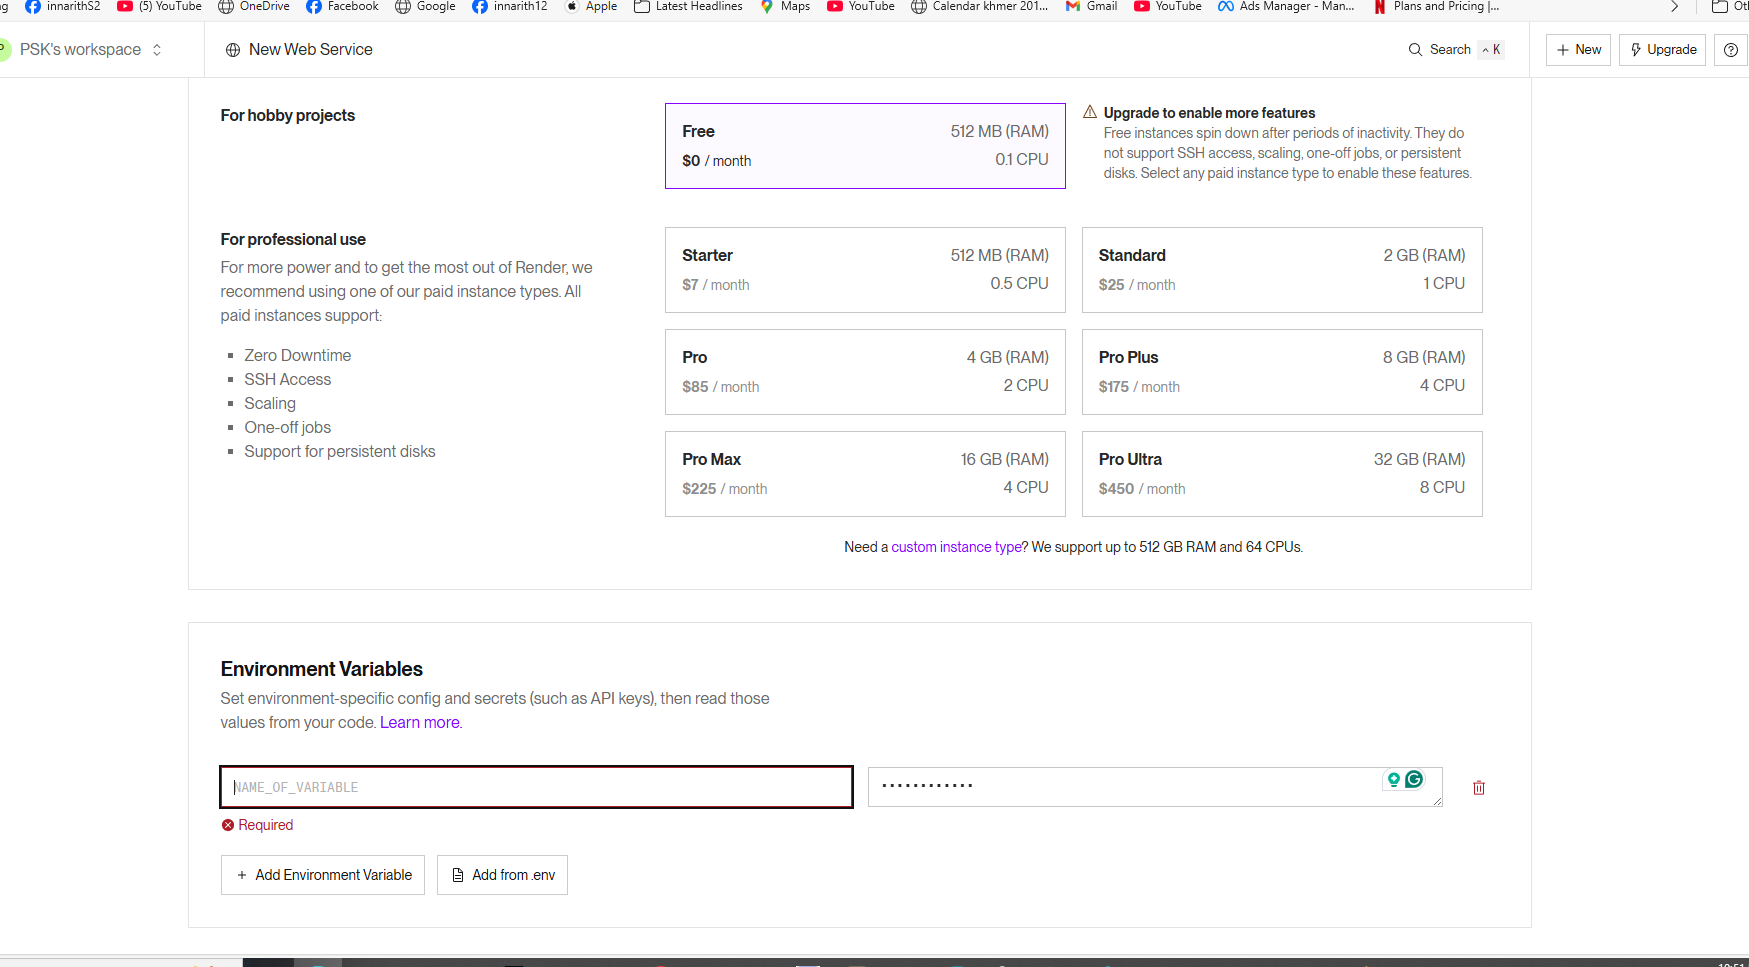 innarithS2 (5) YouTube OneDrive Facebook Google innarith12 Apple Latest Headlines Maps YouTube Calendar khmer 201... Gmail YouTube Ads Manager - Man... Plans and Pricing |...
PSK's workspace
New Web Service
Search
K
+ New
Upgrade
For hobby projects
Free 512 MB (RAM)
$0 / month 0.1 CPU
Upgrade to enable more features
Free instances spin down after periods of inactivity. They do
not support SSH access, scaling, one-off jobs, or persistent
disks. Select any paid instance type to enable these features.
For professional use
For more power and to get the most out of Render, we
recommend using one of our paid instance types. All
paid instances support:
Zero Downtime
SSH Access
Scaling
One-off jobs
Support for persistent disks
Starter 512 MB (RAM)
$7 / month 0.5 CPU
Standard 2 GB (RAM)
$25 / month 1 CPU
Pro 4 GB (RAM)
$85 / month 2 CPU
Pro Plus 8 GB (RAM)
$175 / month 4 CPU
Pro Max 16 GB (RAM)
$225 / month 4 CPU
Pro Ultra 32 GB (RAM)
$450 / month 8 CPU
Need a custom instance type? We support up to 512 GB RAM and 64 CPUs.
Environment Variables
Set environment-specific config and secrets (such as API keys), then read those
values from your code. Learn more.
NAME_OF_VARIABLE ············
Required
+ Add Environment Variable
Add from .env